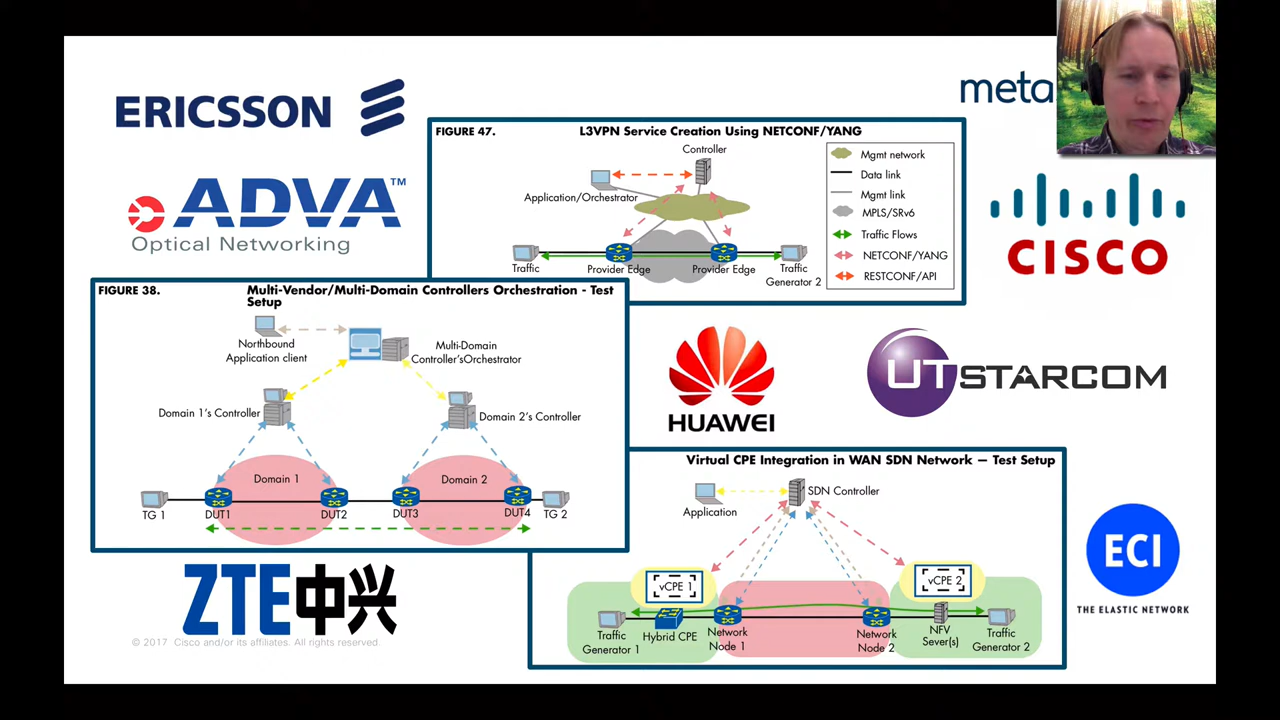 ERICSSON
meta
ADVA™
Optical Networking
FIGURE 47.
L3VPN Service Creation Using NETCONF/YANG
Controller
Application/Orchestrator
Traffic
Provider Edge
Provider Edge
Traffic
Generator 2
Mgmt network
Data link
Mgmt link
MPLS/SRv6
Traffic Flows
NETCONF/YANG
RESTCONF/API
CISCO
FIGURE 38.
Multi-Vendor/Multi-Domain Controllers Orchestration - Test
Setup
Northbound
Application client
Multi-Domain
Controller'sOrchestrator
Domain 1's Controller
Domain 2's Controller
Domain 1
Domain 2
TG 1
DUT1
DUT2
DUT3
DUT4
TG 2
HUAWEI
UTSTARCOM
Virtual CPE Integration in WAN SDN Network — Test Setup
Application
SDN Controller
vCPE 1
vCPE 2
Traffic
Generator 1
Hybrid CPE
Network
Node 1
Network
Node 2
NFV
Sever(s)
Traffic
Generator 2
ECI
THE ELASTIC NETWORK
ZTE中兴
© 2017 Cisco and/or its affiliates. All rights reserved.